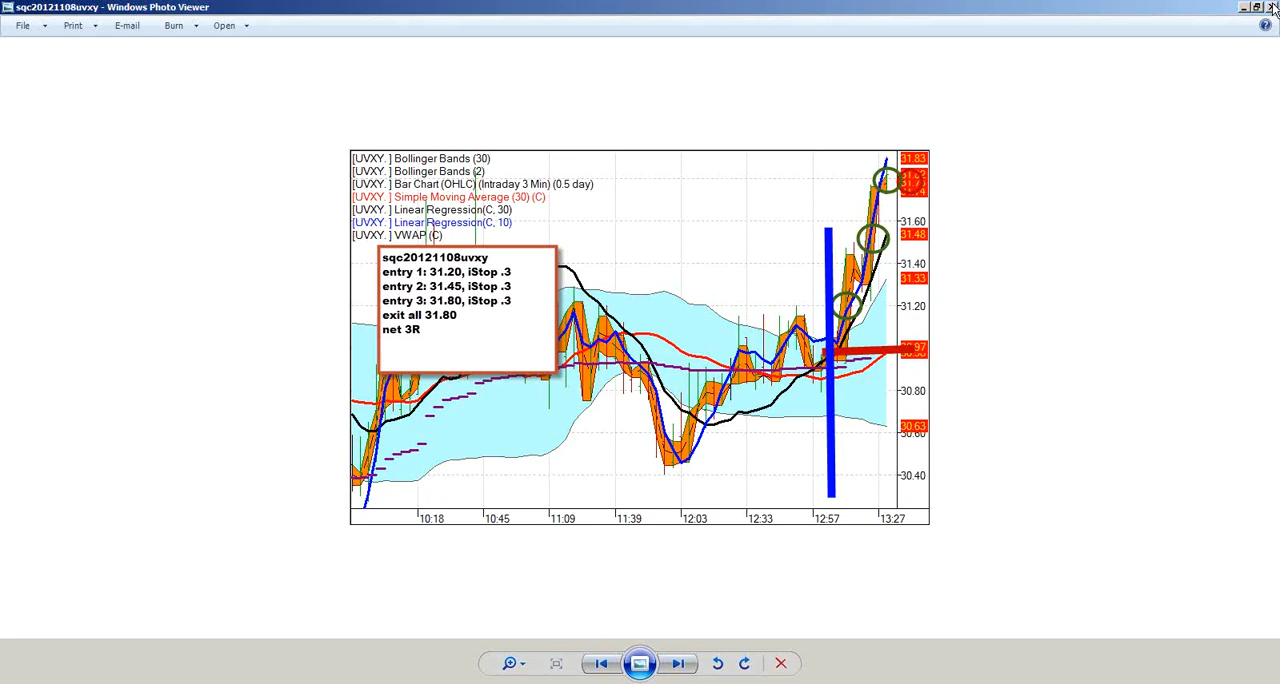 sqc20121108uvxy - Windows Photo Viewer
File Print E-mail Burn Open
[UVXY. ] Bollinger Bands (30)
[UVXY. ] Bollinger Bands (2)
[UVXY. ] Bar Chart (OHLC) (Intraday 3 Min) (0.5 day)
[UVXY. ] Simple Moving Average (30) (C)
[UVXY. ] Linear Regression(C, 30)
[UVXY. ] Linear Regression(C, 10)
[UVXY. ] VWAP (C)
sqc20121108uvxy
entry 1: 31.20, iStop .3
entry 2: 31.45, iStop .3
entry 3: 31.80, iStop .3
exit all 31.80
net 3R
31.83
31.60
31.48
31.40
31.33
31.20
30.80
30.63
30.60
30.40
10:18 10:45 11:09 11:39 12:03 12:33 12:57 13:27